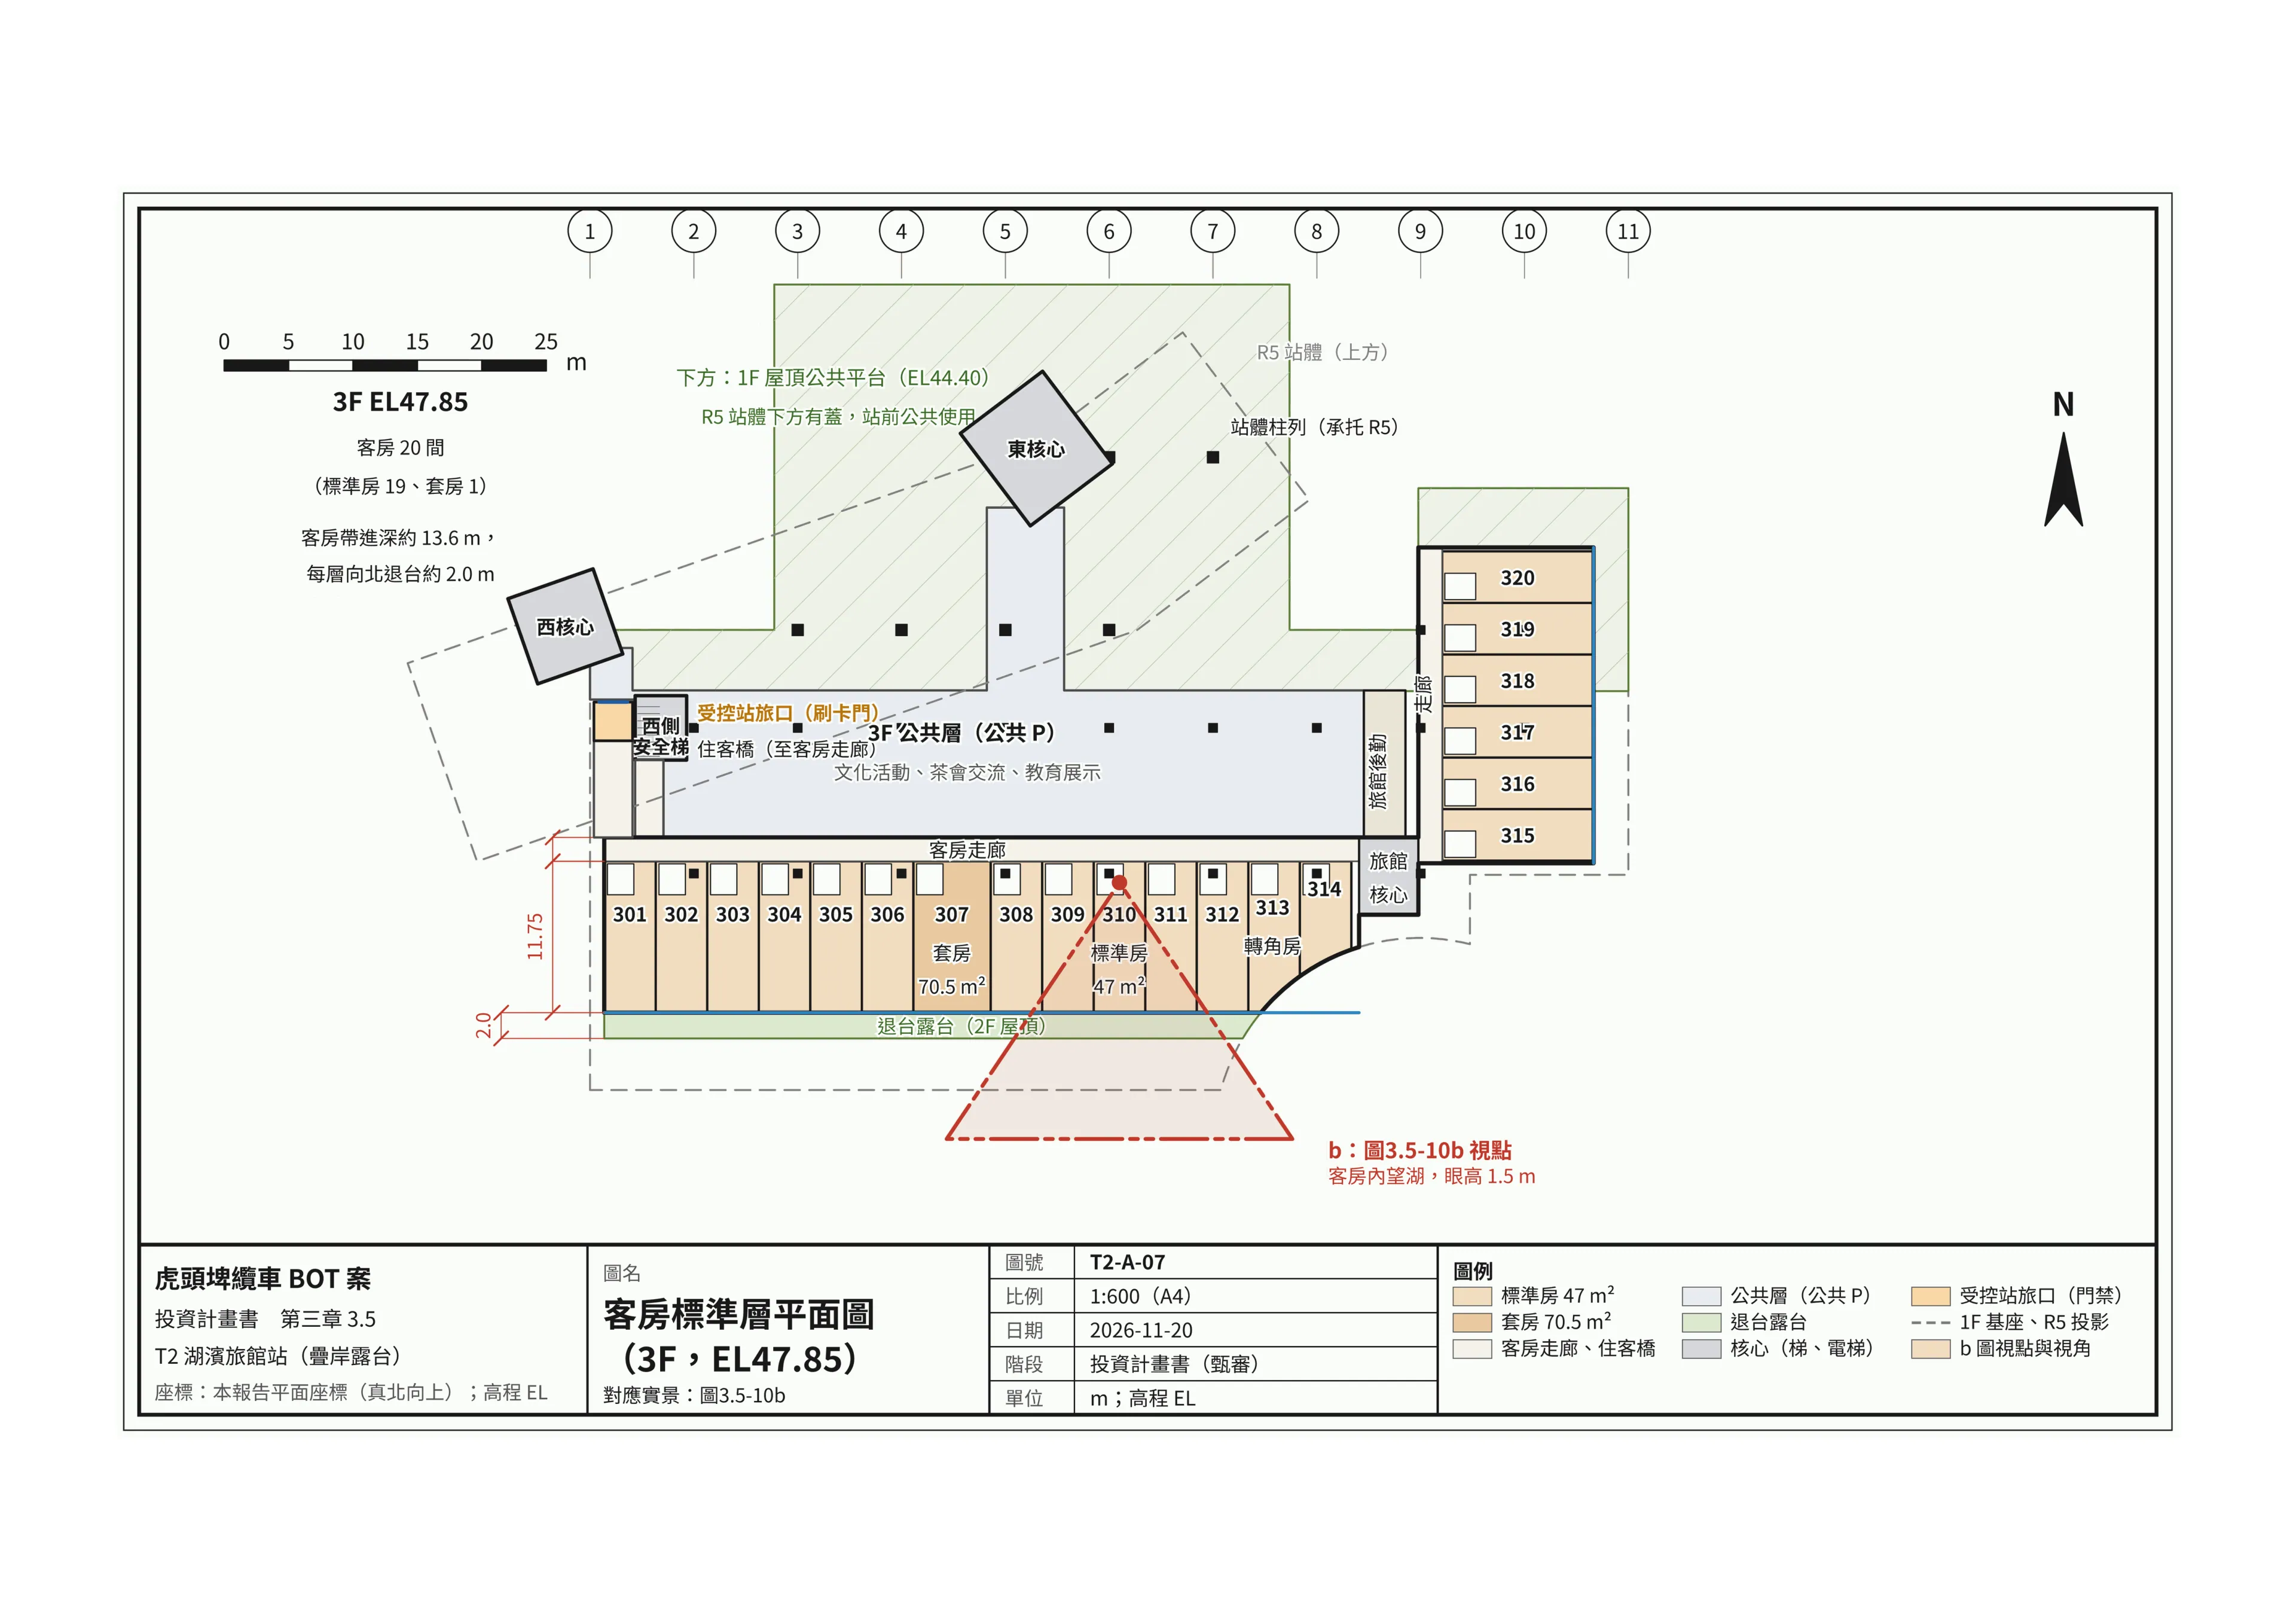 1 2 3 4 5 6 7 8 9 10 11
0 5 10 15 20 25 m
3F EL47.85
客房 20 間
（標準房 19、套房 1）
客房帶進深約 13.6 m，
每層向北退台約 2.0 m
下方：1F 屋頂公共平台（EL44.40）
R5 站體下方有蓋，站前公共使用
R5 站體（上方）
站體柱列（承托 R5）
N
東核心
西核心
西側
安全梯
受控站旅口（刷卡門）
住客橋（至客房走廊）
3F 公共層（公共 P）
文化活動、茶會交流、教育展示
旅館後勤
走廊
320
319
318
317
316
315
客房走廊
旅館
核心
301 302 303 304 305 306 307 308 309 310 311 312 313 314
套房
70.5 m²
標準房
47 m²
轉角房
11.75
2.0
退台露台（2F 屋頂）
b：圖3.5-10b 視點
客房內望湖，眼高 1.5 m
虎頭埤纜車 BOT 案
投資計畫書　第三章 3.5
T2 湖濱旅館站（疊岸露台）
座標：本報告平面座標（真北向上）；高程 EL
圖名
客房標準層平面圖
（3F，EL47.85）
對應實景：圖3.5-10b
圖號 T2-A-07
比例 1:600（A4）
日期 2026-11-20
階段 投資計畫書（甄審）
單位 m；高程 EL
圖例
標準房 47 m² 公共層（公共 P） 受控站旅口（門禁）
套房 70.5 m² 退台露台 1F 基座、R5 投影
客房走廊、住客橋 核心（梯、電梯） b 圖視點與視角